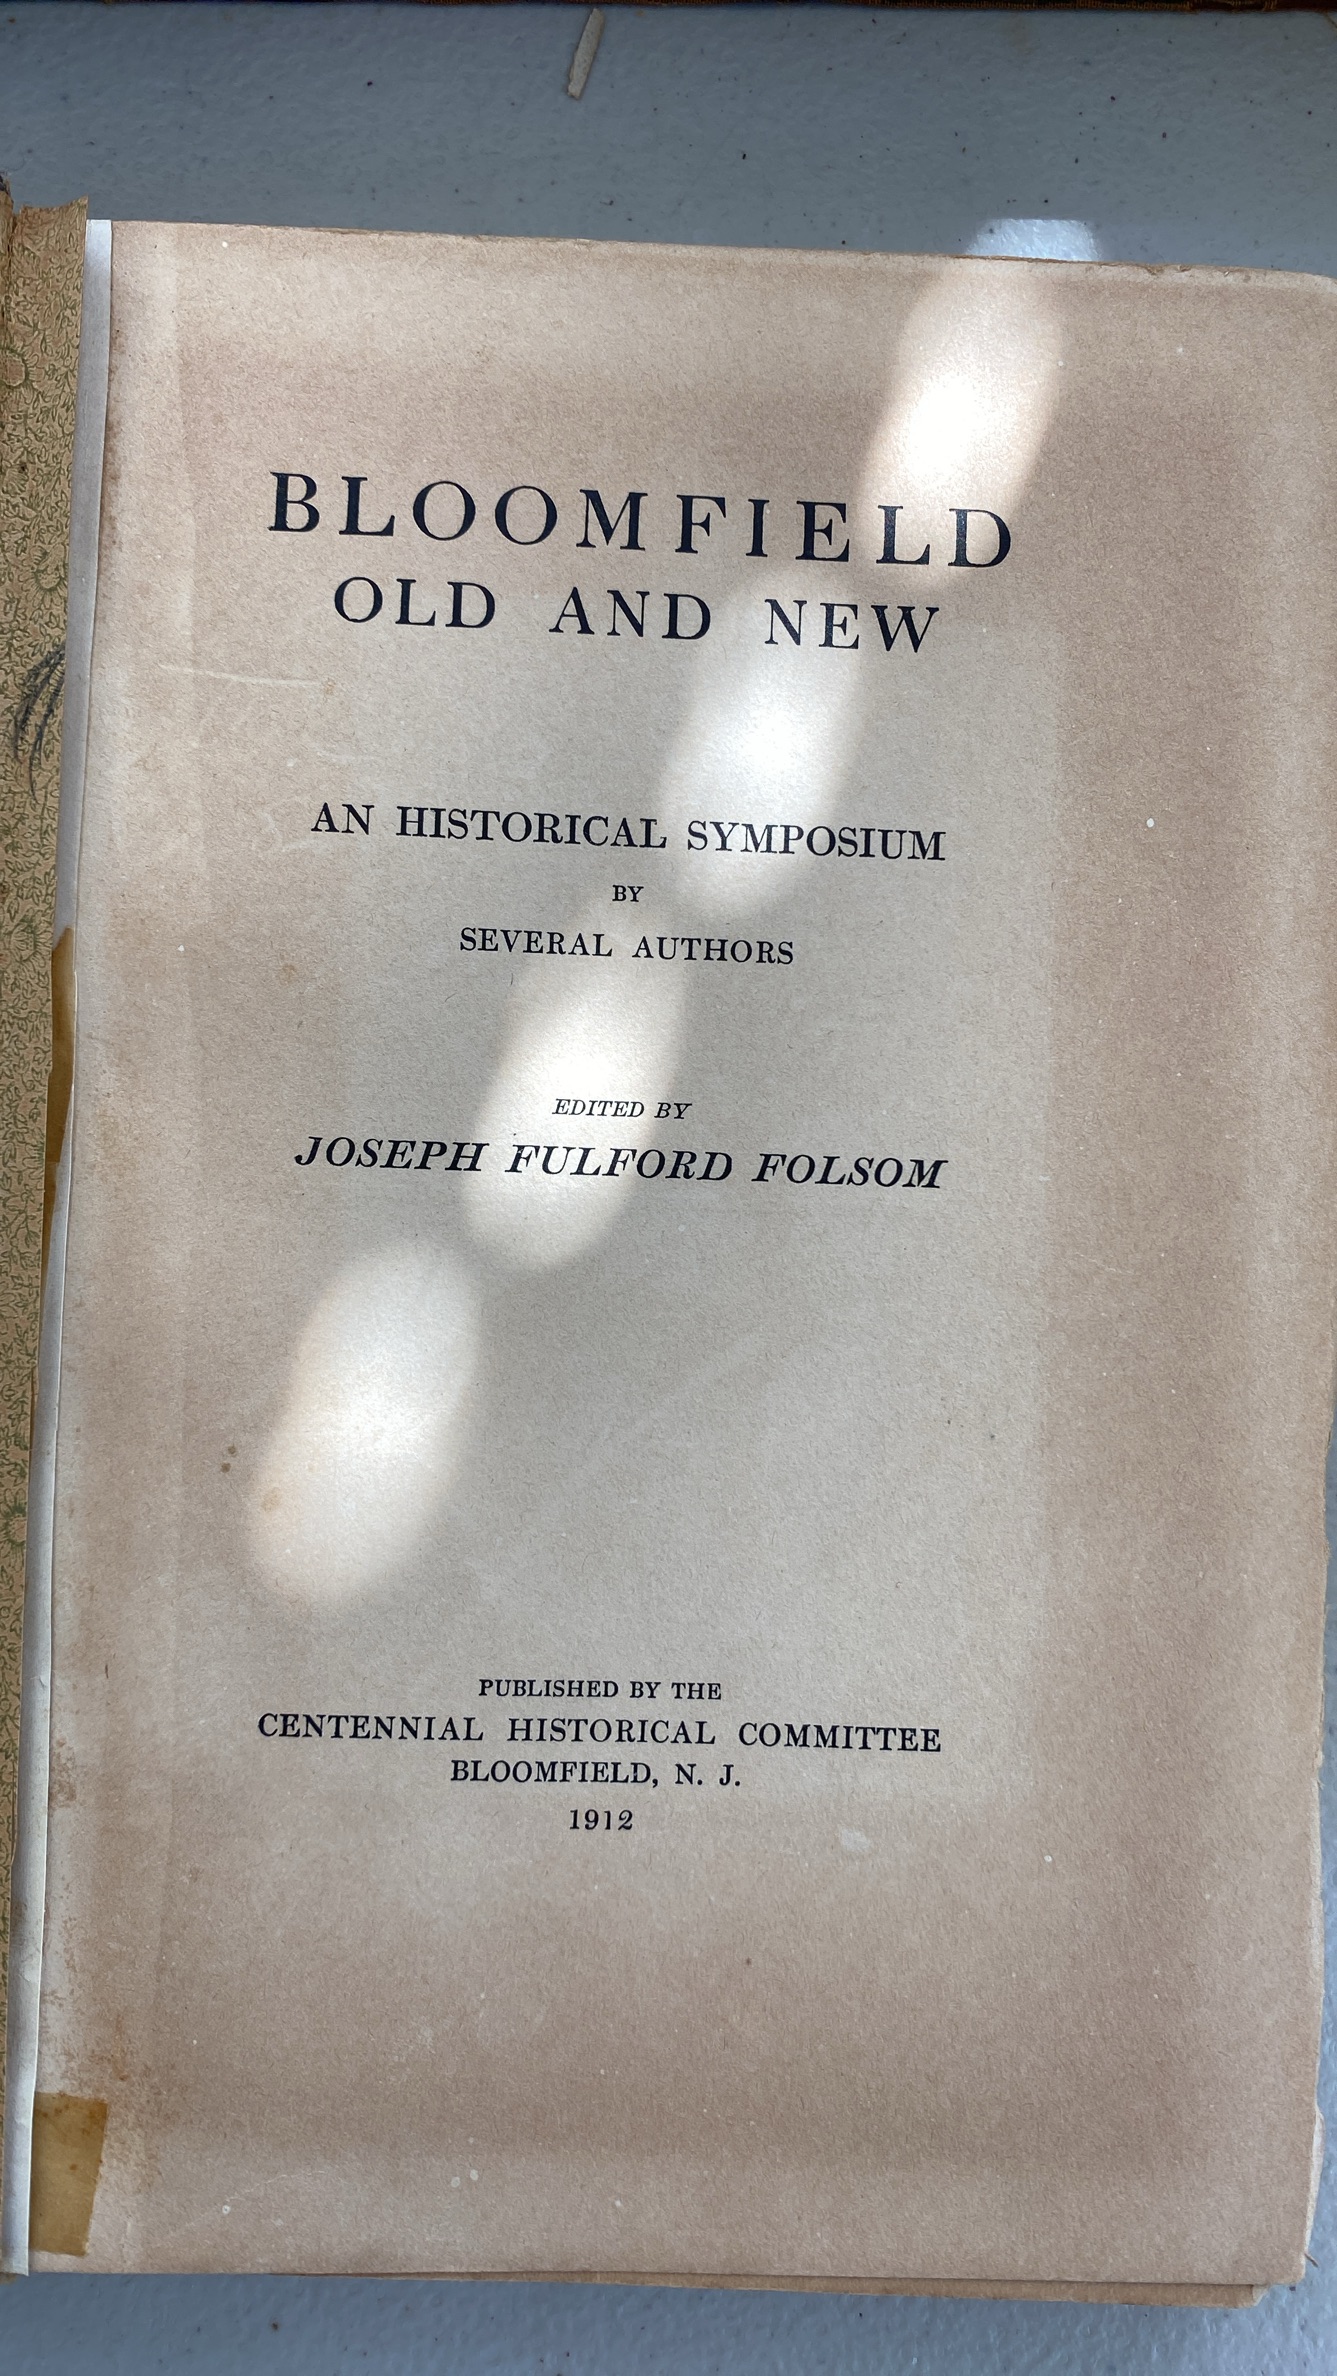 BLOOMFIELD
OLD AND NEW
AN HISTORICAL SYMPOSIUM
BY
SEVERAL AUTHORS
EDITED BY
JOSEPH FULFORD FOLSOM
PUBLISHED BY THE
CENTENNIAL HISTORICAL COMMITTEE
BLOOMFIELD, N. J.
1912